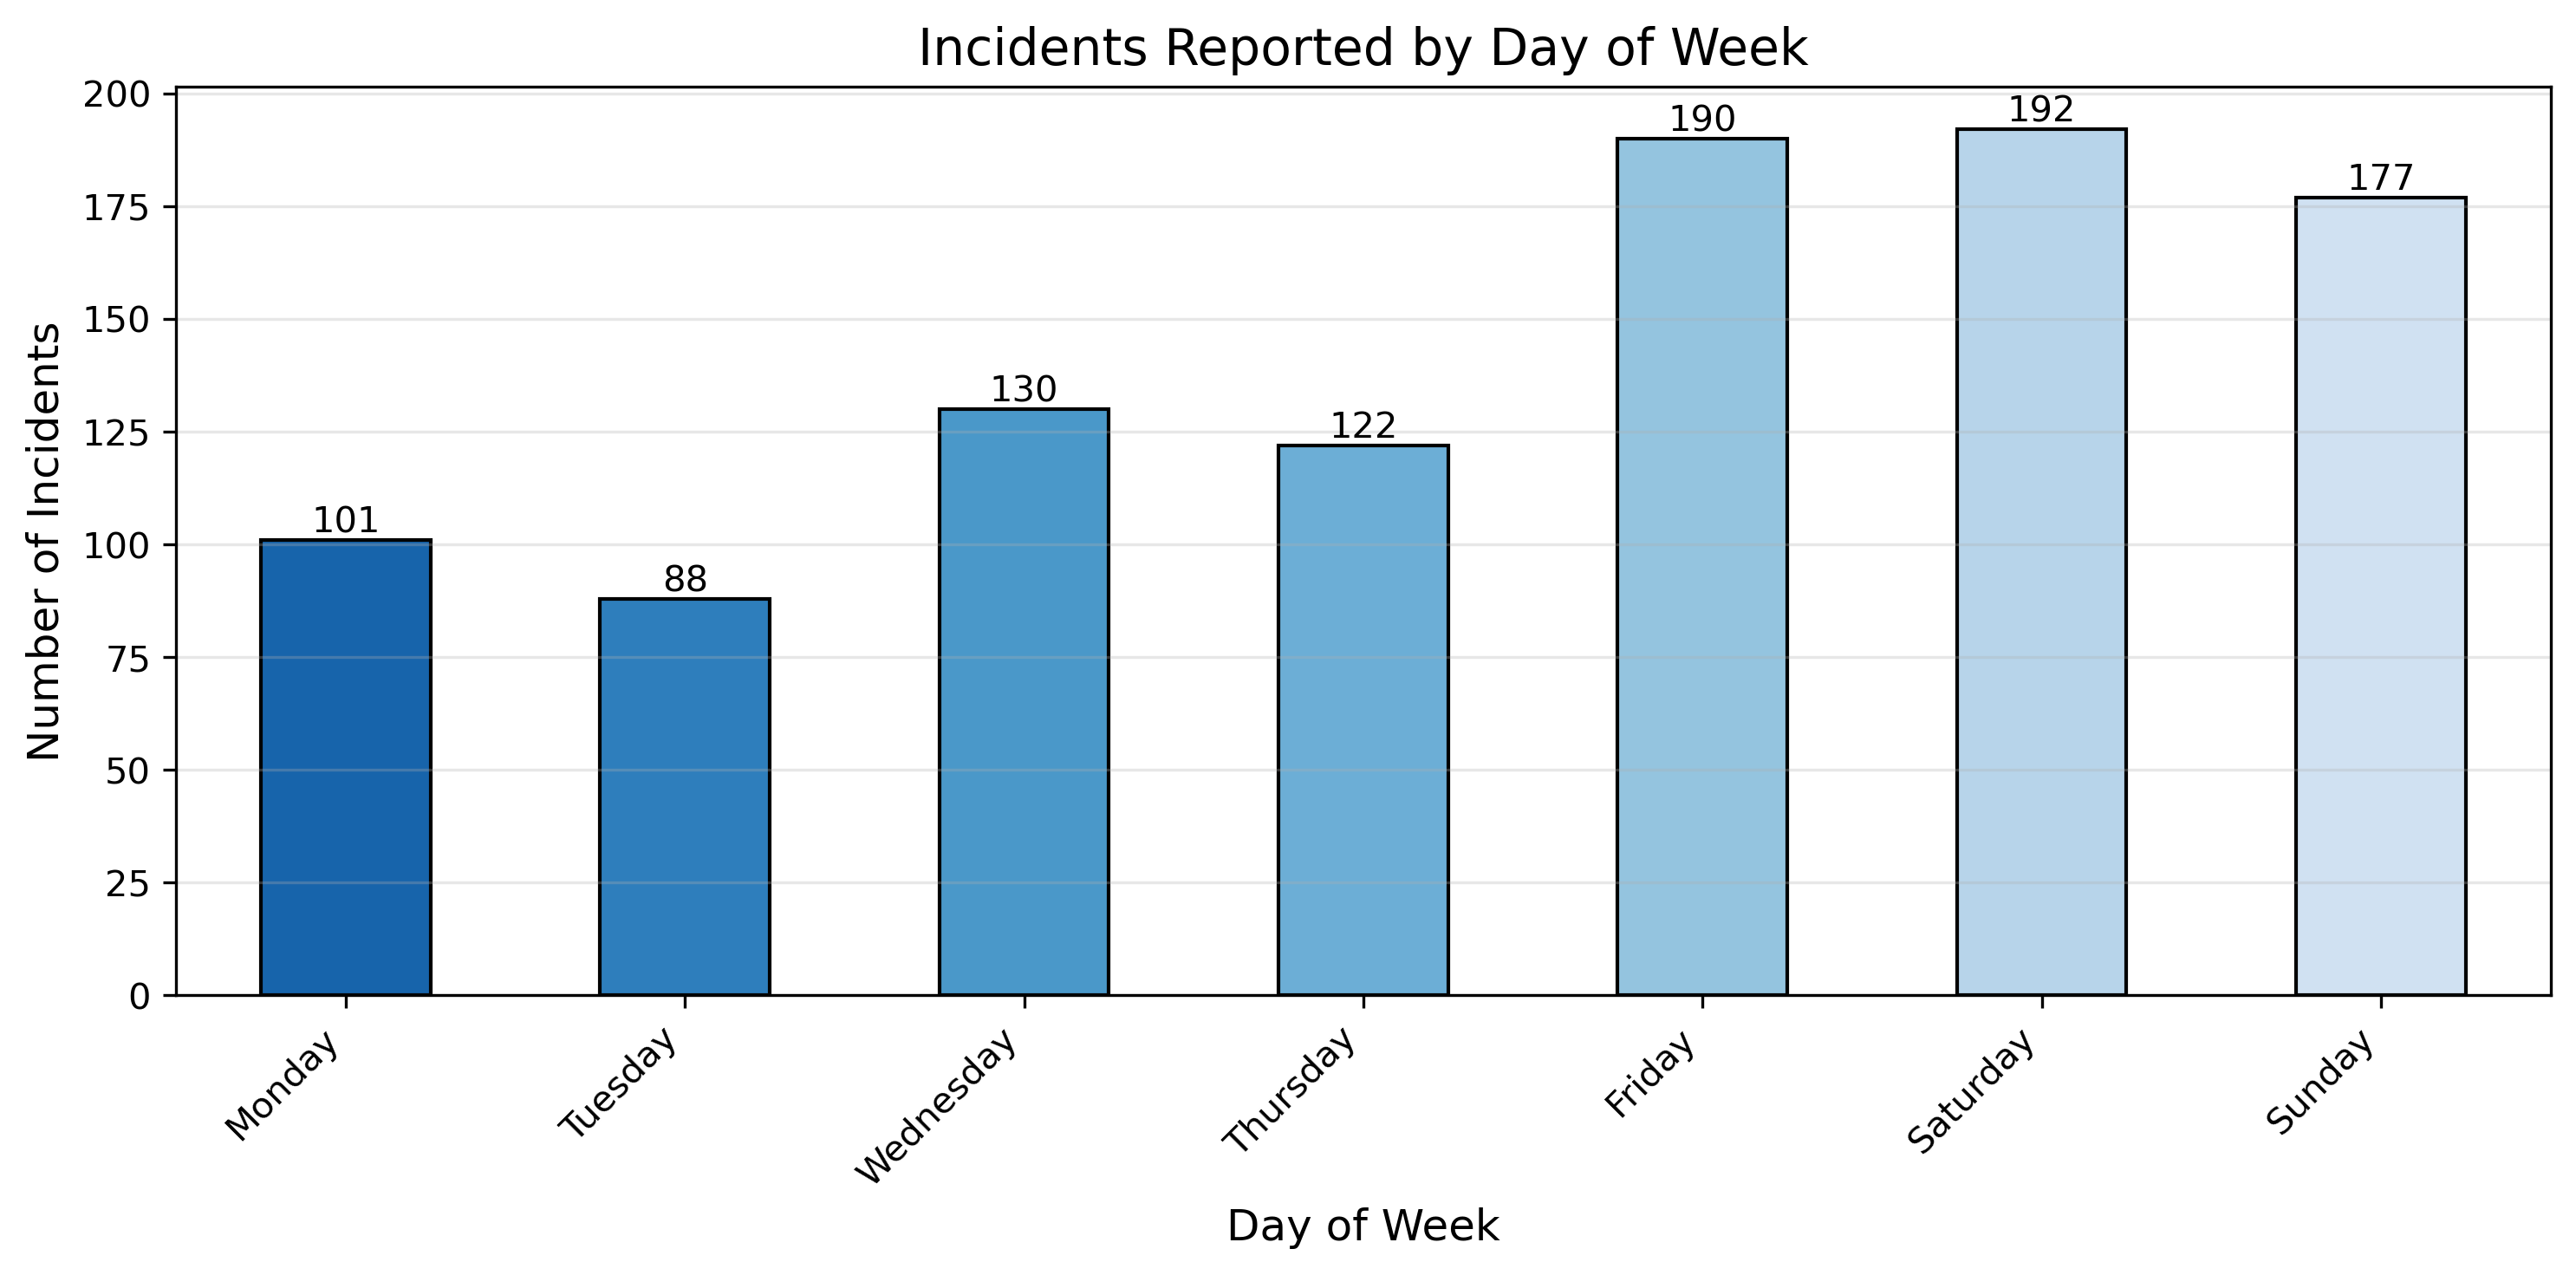 Incidents Reported by Day of Week
Number of Incidents
200
175
150
125
100
75
50
25
0
101
88
130
122
190
192
177
Monday
Tuesday
Wednesday
Thursday
Friday
Saturday
Sunday
Day of Week